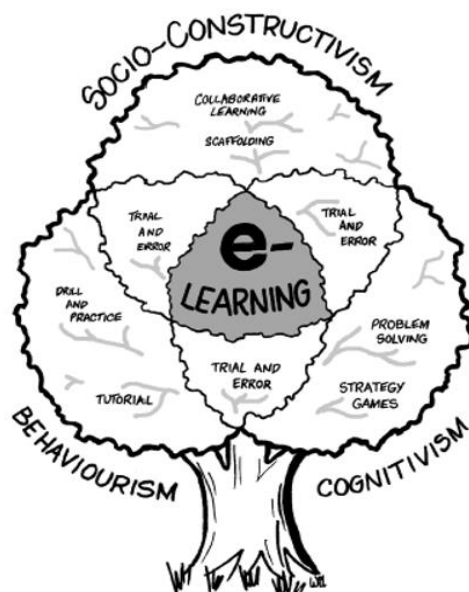 SOCIO-CONSTRUCTIVISM
COLLABORATIVE
LEARNING
SCAFFOLDING
TRIAL
AND
ERROR
TRIAL
AND
ERROR
e-
LEARNING
DRILL
AND
PRACTICE
PROBLEM
SOLVING
TRIAL AND
ERROR
TUTORIAL
STRATEGY
GAMES
BEHAVIOURISM
COGNITIVISM